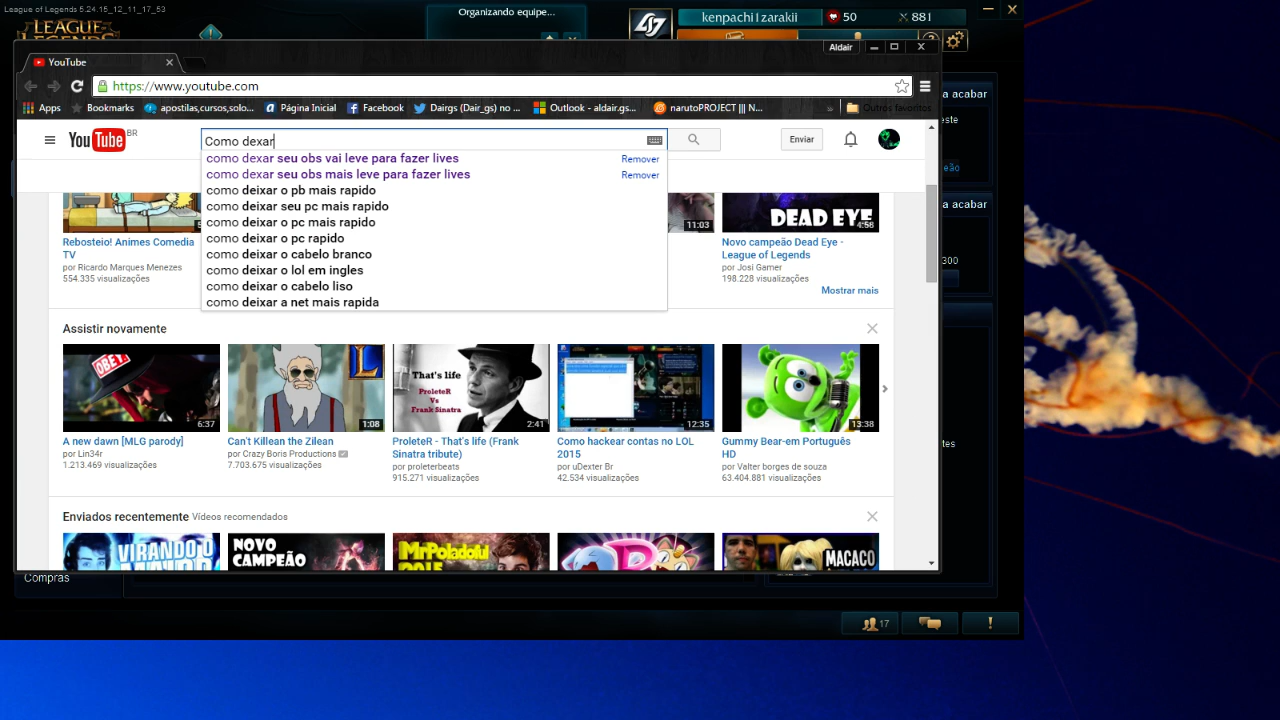 League of Legends 5.24.15_12_11_17_53
LEAGUE
Organizando equipe...
kenpachi1zarakii
50
881
Aldair
YouTube
https://www.youtube.com
Apps
Bookmarks
apostilas,cursos,solo...
Página Inicial
Facebook
Dairgs (Dair_gs) no ...
Outlook - aldair.gs...
narutoPROJECT ||| N...
»
Outros favoritos
a acabar
You Tube BR
Como dexar
Enviar
como dexar seu obs vai leve para fazer lives
Remover
como dexar seu obs mais leve para fazer lives
Remover
como deixar o pb mais rapido
como deixar seu pc mais rapido
como deixar o pc mais rapido
como deixar o pc rapido
como deixar o cabelo branco
como deixar o lol em ingles
como deixar o cabelo liso
como deixar a net mais rapida
a acabar
300
11:03
DEAD EYE
4:58
Rebosteio! Animes Comedia
TV
por Ricardo Marques Menezes
554.335 visualizações
Novo campeão Dead Eye -
League of Legends
por Josi Garner
198.228 visualizações
Mostrar mais
Assistir novamente
OBEY
6:37
L
1:08
That's life
ProleteR
Vs
Frank Sinatra
2:41
12:35
13:38
A new dawn [MLG parody]
por Lin34r
1.213.469 visualizações
Can't Killean the Zilean
por Crazy Boris Productions
7.703.675 visualizações
ProleteR - That's life (Frank
Sinatra tribute)
por proleterbeats
915.271 visualizações
Como hackear contas no LOL
2015
por uDexter Br
42.534 visualizações
Gummy Bear-em Português
HD
por Valter borges de souza
63.404.881 visualizações
Enviados recentemente Vídeos recomendados
VIRANDO O
NOVO
CAMPEÃO
MrPoladoful
2015
MACACO
Compras
17